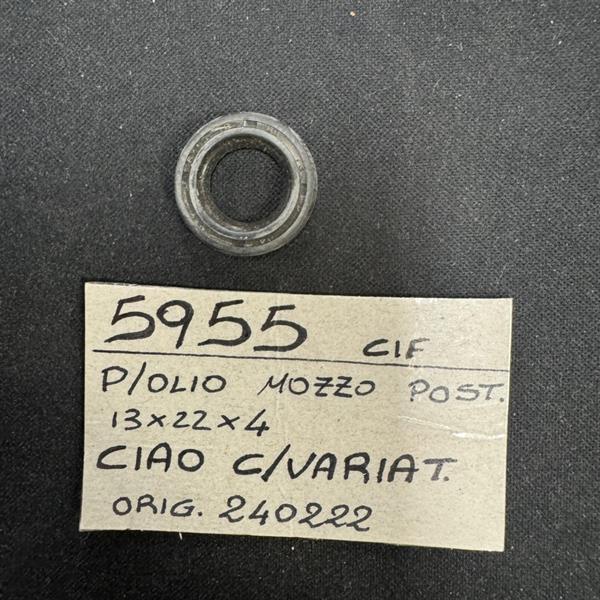 5955 CIF
P/OLIO MOZZO POST.
13x22x4
CIAO C/VARIAT.
ORIG. 240222